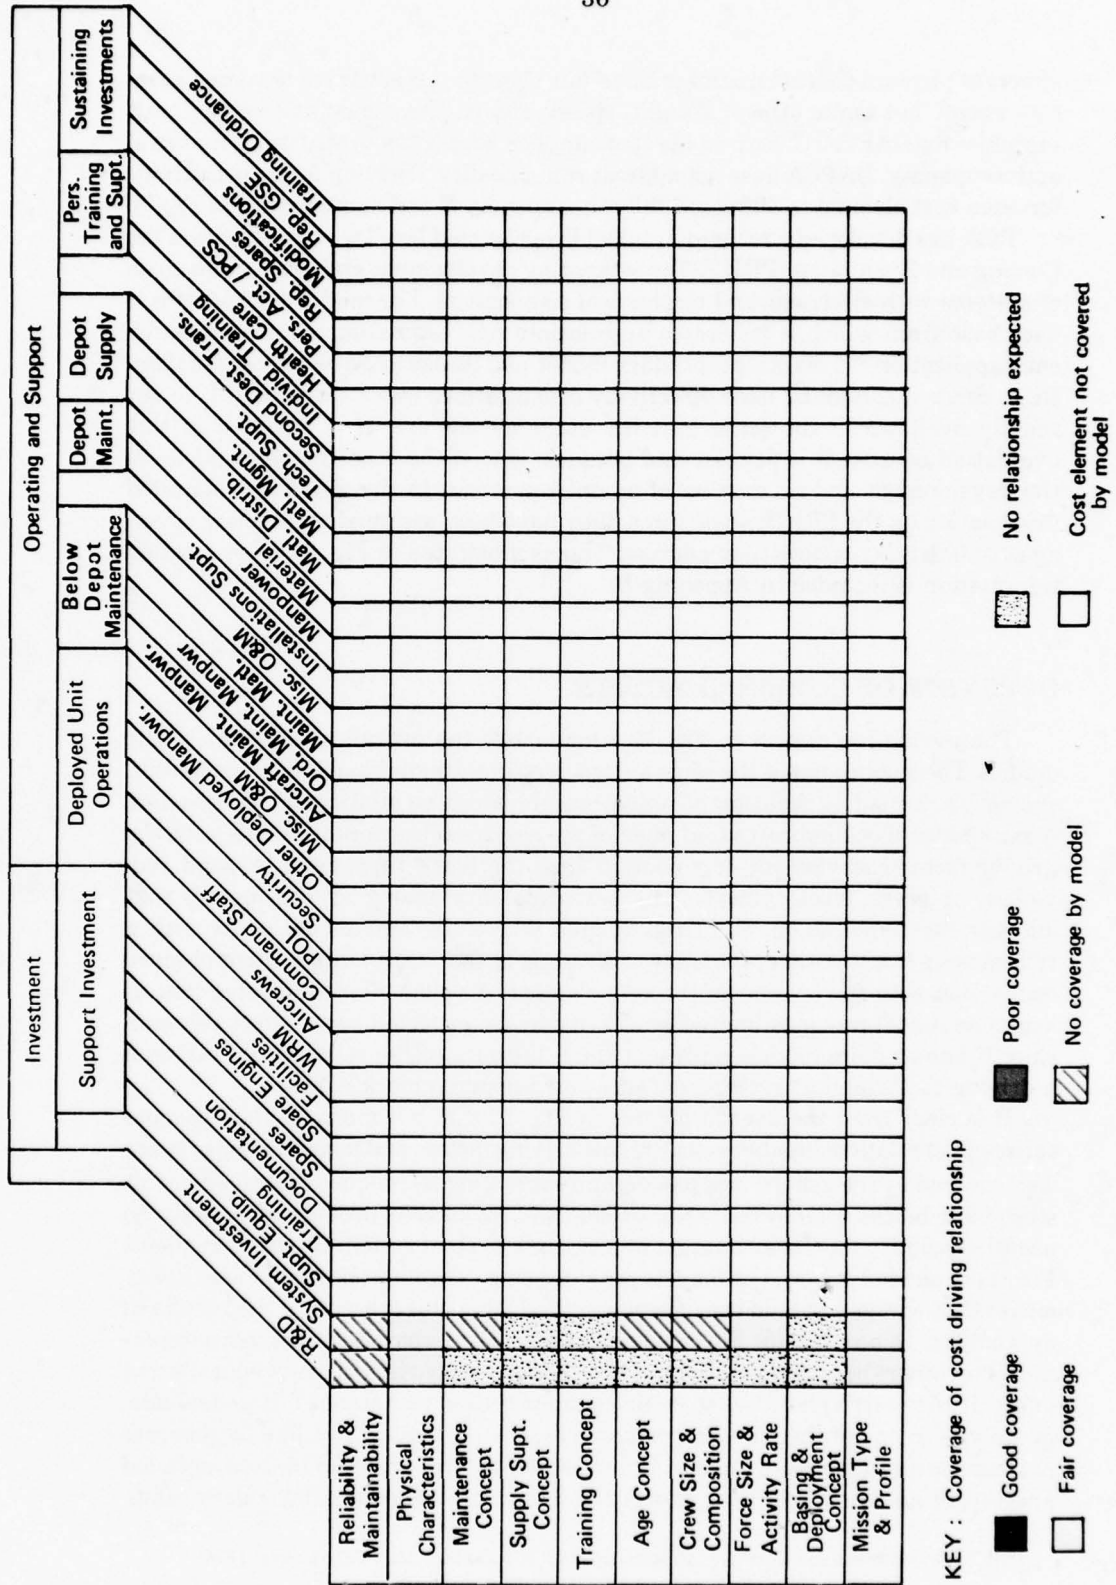 30
Investment
Operating and Support
Support Investment
Deployed Unit
Operations
Below
Depot
Maintenance
Depot
Maint.
Depot
Supply
Pers.
Training
and Supt.
Sustaining
Investments
R&D
System Investment
Supt. Equip.
Training
Documentation
Spares
Spare Engines
Facilities
WRM
Aircrews
Command Staff
POL
Security
Other Deployed Manpwr.
Misc. O&M
Aircraft Maint. Manpwr.
Ord. Maint. Manpwr
Maint. Matl.
Misc. O&M
Installations Supt.
Manpower
Material
Matl. Distrib.
Matl. Mgmt.
Tech. Supt.
Second Dest. Trans.
Individ. Training
Health Care
Pers. Act. / PCS
Rep. Spares
Modifications
Rep. GSE
Training Ordnance
Reliability &
Maintainability
Physical
Characteristics
Maintenance
Concept
Supply Supt.
Concept
Training Concept
Age Concept
Crew Size &
Composition
Force Size &
Activity Rate
Basing &
Deployment
Concept
Mission Type
& Profile
KEY : Coverage of cost driving relationship
Good coverage
Poor coverage
No relationship expected
Fair coverage
No coverage by model
Cost element not covered
by model